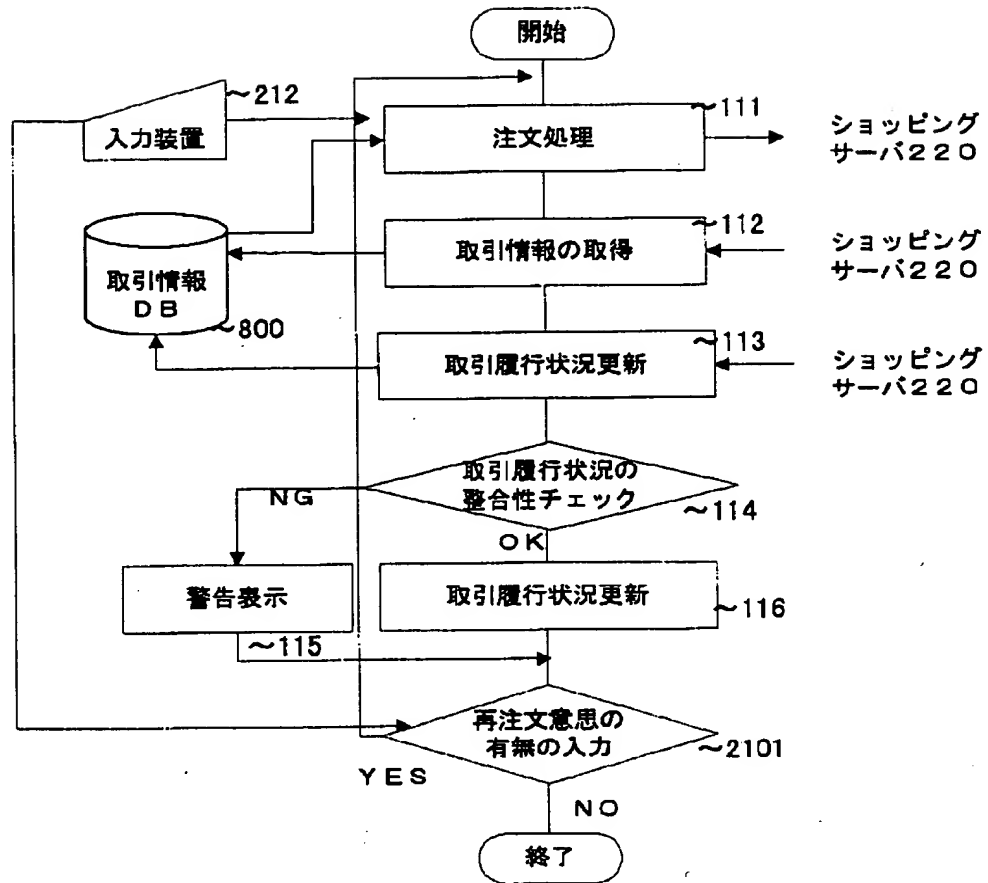 開始
~212
入力装置
~111
注文処理
ショッピング
サーバ220
~112
取引情報の取得
ショッピング
サーバ220
取引情報
DB
~800
~113
取引履行状況更新
ショッピング
サーバ220
取引履行状況の
整合性チェック
~114
NG
OK
警告表示
~115
取引履行状況更新
~116
再注文意思の
有無の入力
~2101
YES
NO
終了